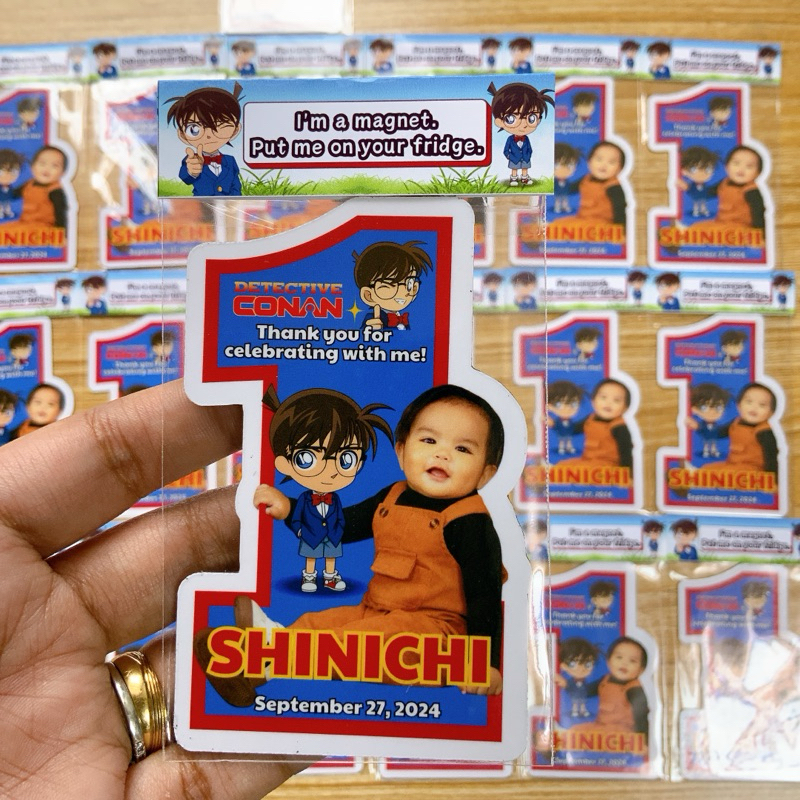 I'm a magnet.
Put me on your fridge.
DETECTIVE
CONAN
Thank you for
celebrating with me!
SHINICHI
September 27, 2024